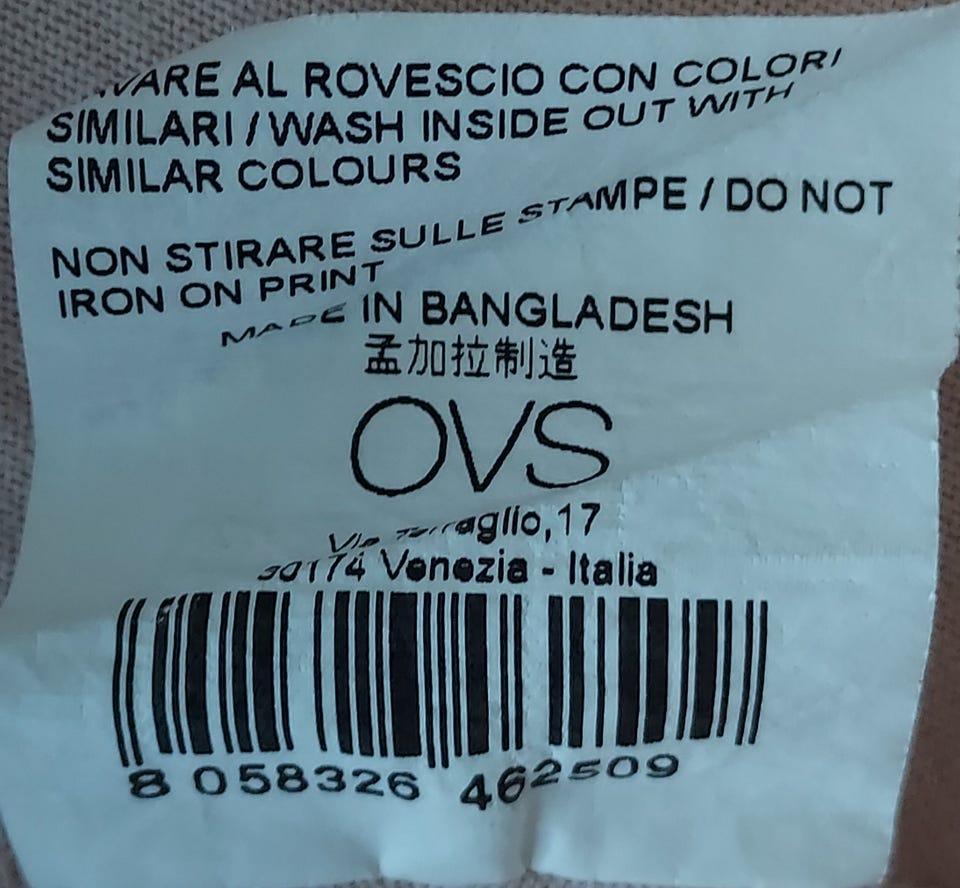 AL ROVESCIO CON COLORI
SIMILARI / WASH INSIDE OUT WITH
SIMILAR COLOURS
NON STIRARE SULLE STAMPE / DO NOT
IRON ON PRINT
MADE IN BANGLADESH
孟加拉制造
OVS
Via 17
30174 Venezia - Italia
8 058326 462509